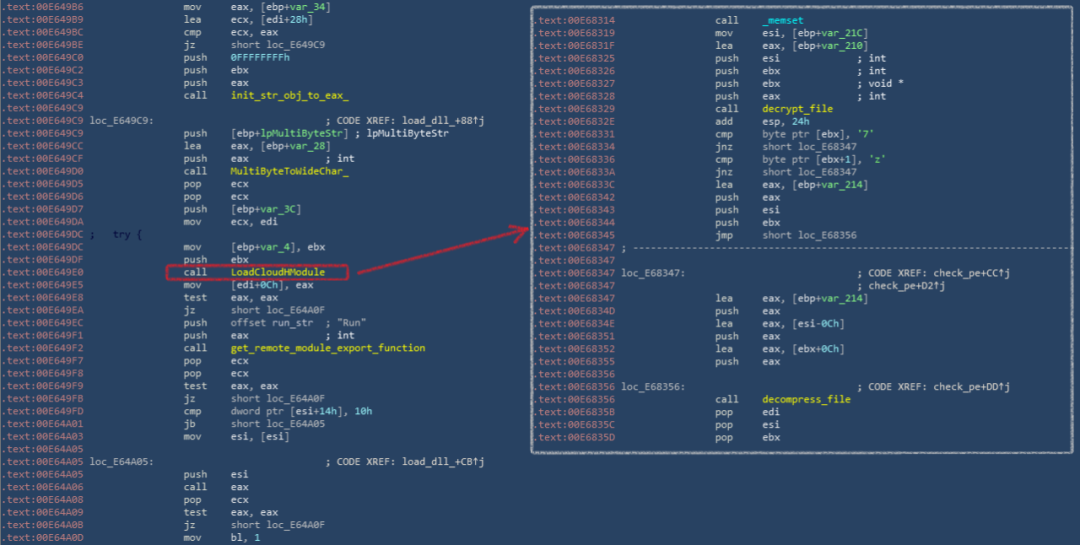 .text:00E649B6 mov eax, [ebp+var_34]
.text:00E649B9 lea ecx, [edi+28h]
.text:00E649BC cmp ecx, eax
.text:00E649BE jz short loc_E649C9
.text:00E649C0 push 0FFFFFFFFh
.text:00E649C2 push ebx
.text:00E649C3 push eax
.text:00E649C4 call init_str_obj_to_eax_
.text:00E649C9
.text:00E649C9 loc_E649C9: ; CODE XREF: load_dll_+88↑j
.text:00E649C9 push [ebp+lpMultiByteStr] ; lpMultiByteStr
.text:00E649CC lea eax, [ebp+var_28]
.text:00E649CF push eax ; int
.text:00E649D0 call MultiByteToWideChar_
.text:00E649D5 pop ecx
.text:00E649D6 pop ecx
.text:00E649D7 push [ebp+var_3C]
.text:00E649DA mov ecx, edi
.text:00E649DC ; try {
.text:00E649DC mov [ebp+var_4], ebx
.text:00E649DF push ebx
.text:00E649E0 call LoadCloudHModule
.text:00E649E5 mov [edi+0Ch], eax
.text:00E649E8 test eax, eax
.text:00E649EA jz short loc_E64A0F
.text:00E649EC push offset run_str ; "Run"
.text:00E649F1 push eax ; int
.text:00E649F2 call get_remote_module_export_function
.text:00E649F7 pop ecx
.text:00E649F8 pop ecx
.text:00E649F9 test eax, eax
.text:00E649FB jz short loc_E64A0F
.text:00E649FD cmp dword ptr [esi+14h], 10h
.text:00E64A01 jb short loc_E64A05
.text:00E64A03 mov esi, [esi]
.text:00E64A05
.text:00E64A05 loc_E64A05: ; CODE XREF: load_dll_+CB↑j
.text:00E64A05 push esi
.text:00E64A06 call eax
.text:00E64A08 pop ecx
.text:00E64A09 test eax, eax
.text:00E64A0B jz short loc_E64A0F
.text:00E64A0D mov bl, 1
.text:00E68314 call _memset
.text:00E68319 mov esi, [ebp+var_21C]
.text:00E6831F lea eax, [ebp+var_210]
.text:00E68325 push esi ; int
.text:00E68326 push ebx ; int
.text:00E68327 push ebx ; void *
.text:00E68328 push eax ; int
.text:00E68329 call decrypt_file
.text:00E6832E add esp, 24h
.text:00E68331 cmp byte ptr [ebx], '7'
.text:00E68334 jnz short loc_E68347
.text:00E68336 cmp byte ptr [ebx+1], 'z'
.text:00E6833A jnz short loc_E68347
.text:00E6833C lea eax, [ebp+var_214]
.text:00E68342 push eax
.text:00E68343 push esi
.text:00E68344 push ebx
.text:00E68345 jmp short loc_E68356
.text:00E68347 ; ---------------------------------------------------------------------------
.text:00E68347
.text:00E68347 loc_E68347: ; CODE XREF: check_pe+CC↑j
.text:00E68347 ; check_pe+D2↑j
.text:00E68347 lea eax, [ebp+var_214]
.text:00E6834D push eax
.text:00E6834E lea eax, [esi-0Ch]
.text:00E68351 push eax
.text:00E68352 lea eax, [ebx+0Ch]
.text:00E68355 push eax
.text:00E68356
.text:00E68356 loc_E68356: ; CODE XREF: check_pe+DD↑j
.text:00E68356 call decompress_file
.text:00E6835B pop edi
.text:00E6835C pop esi
.text:00E6835D pop ebx